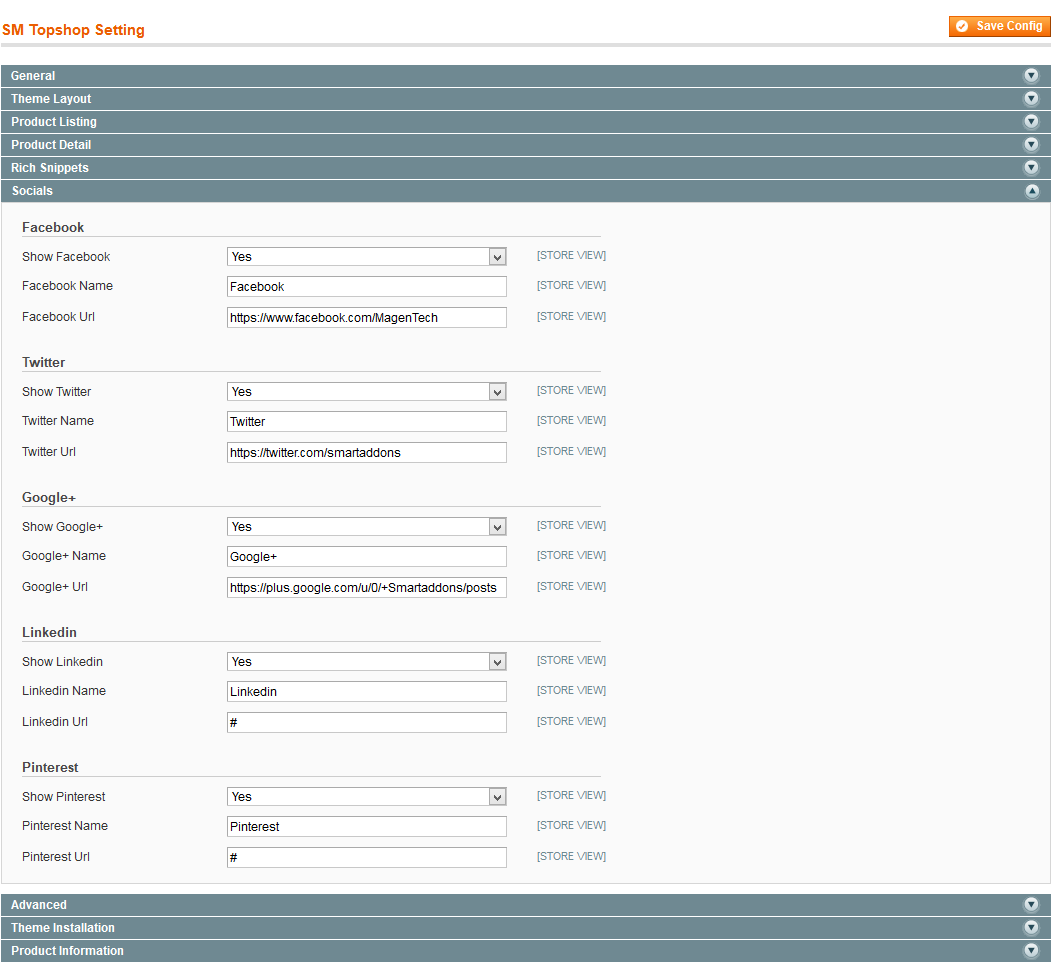 SM Topshop Setting
Save Config
General
Theme Layout
Product Listing
Product Detail
Rich Snippets
Socials
Facebook
Show Facebook Yes [STORE VIEW]
Facebook Name Facebook [STORE VIEW]
Facebook Url https://www.facebook.com/MagenTech [STORE VIEW]
Twitter
Show Twitter Yes [STORE VIEW]
Twitter Name Twitter [STORE VIEW]
Twitter Url https://twitter.com/smartaddons [STORE VIEW]
Google+
Show Google+ Yes [STORE VIEW]
Google+ Name Google+ [STORE VIEW]
Google+ Url https://plus.google.com/u/0/+Smartaddons/posts [STORE VIEW]
Linkedin
Show Linkedin Yes [STORE VIEW]
Linkedin Name Linkedin [STORE VIEW]
Linkedin Url # [STORE VIEW]
Pinterest
Show Pinterest Yes [STORE VIEW]
Pinterest Name Pinterest [STORE VIEW]
Pinterest Url # [STORE VIEW]
Advanced
Theme Installation
Product Information